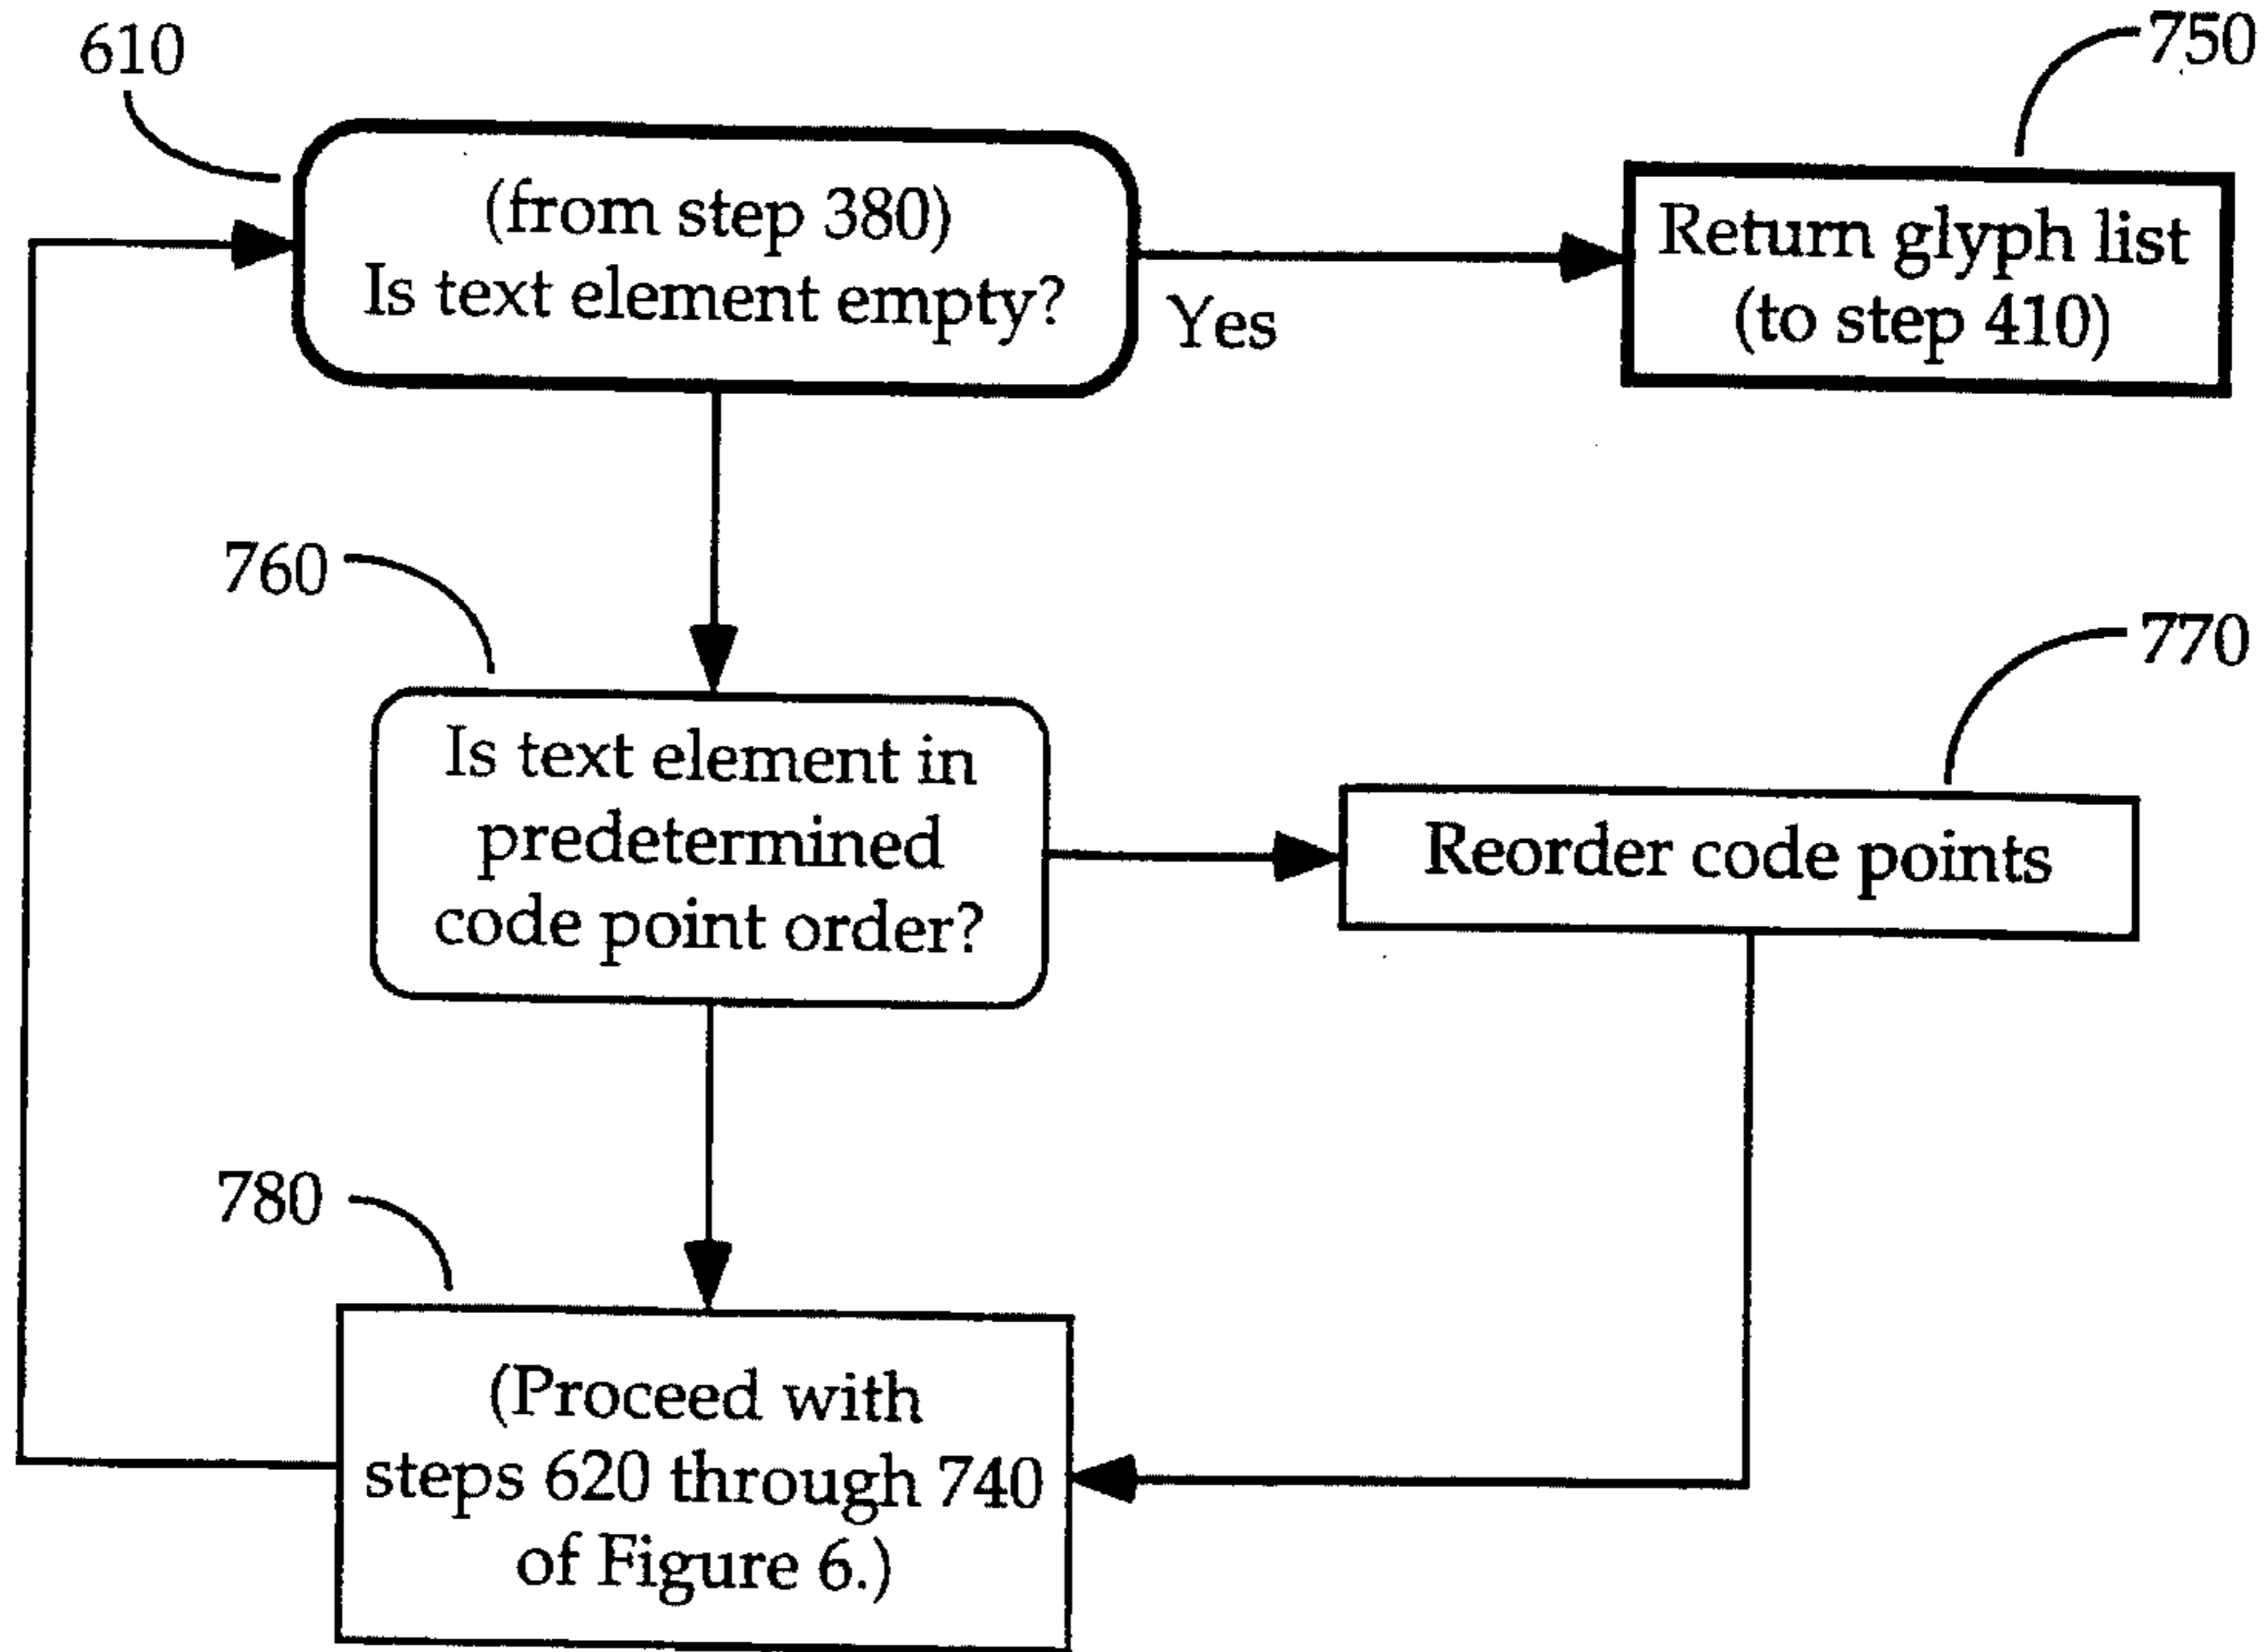 610
750
(from step 380)
Is text element empty?
Yes
Return glyph list
(to step 410)
760
770
Is text element in
predetermined
code point order?
Reorder code points
780
(Proceed with
steps 620 through 740
of Figure 6.)